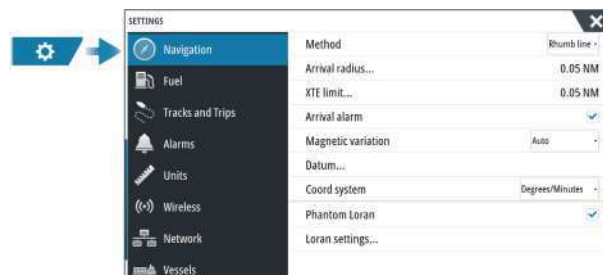 SETTINGS
Navigation
Fuel
Tracks and Trips
Alarms
Units
Wireless
Network
Vessels
Method Rhumb line
Arrival radius... 0.05 NM
XTE limit... 0.05 NM
Arrival alarm
Magnetic variation Auto
Datum...
Coord system Degrees/Minutes
Phantom Loran
Loran settings...